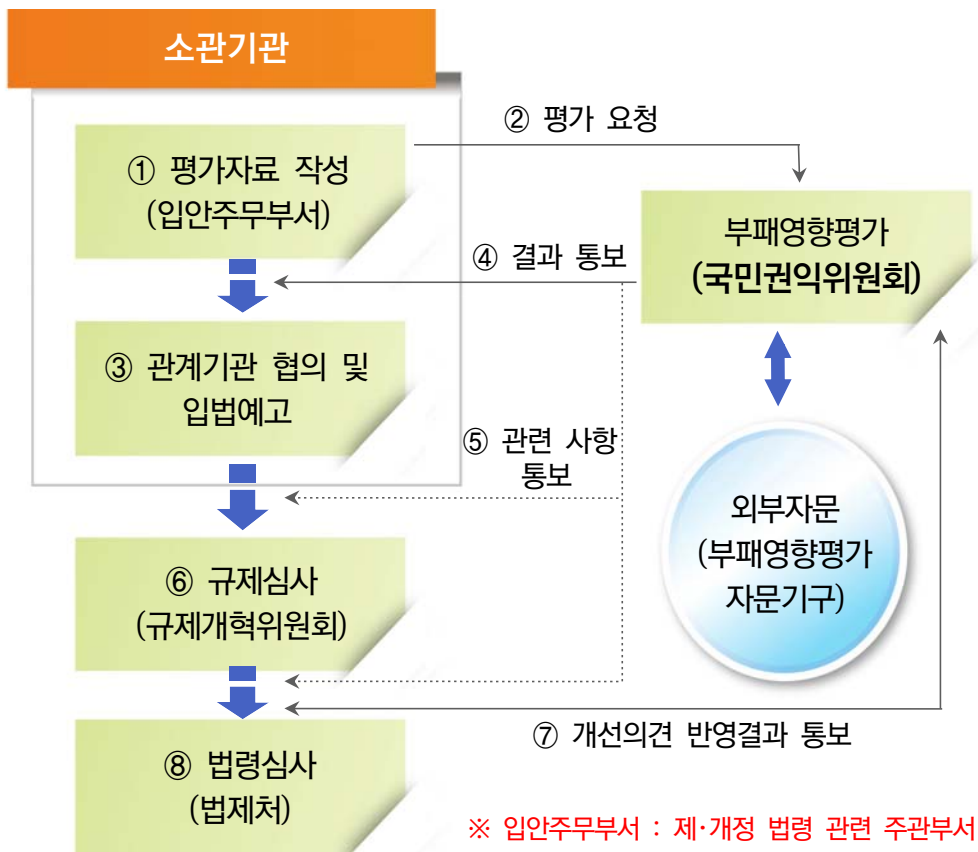 소관기관
② 평가 요청
① 평가자료 작성
(입안주무부서)
부패영향평가
(국민권익위원회)
④ 결과 통보
③ 관계기관 협의 및
입법예고
⑤ 관련 사항
통보
외부자문
(부패영향평가
자문기구)
⑥ 규제심사
(규제개혁위원회)
⑦ 개선의견 반영결과 통보
⑧ 법령심사
(법제처)
※ 입안주무부서 : 제·개정 법령 관련 주관부서